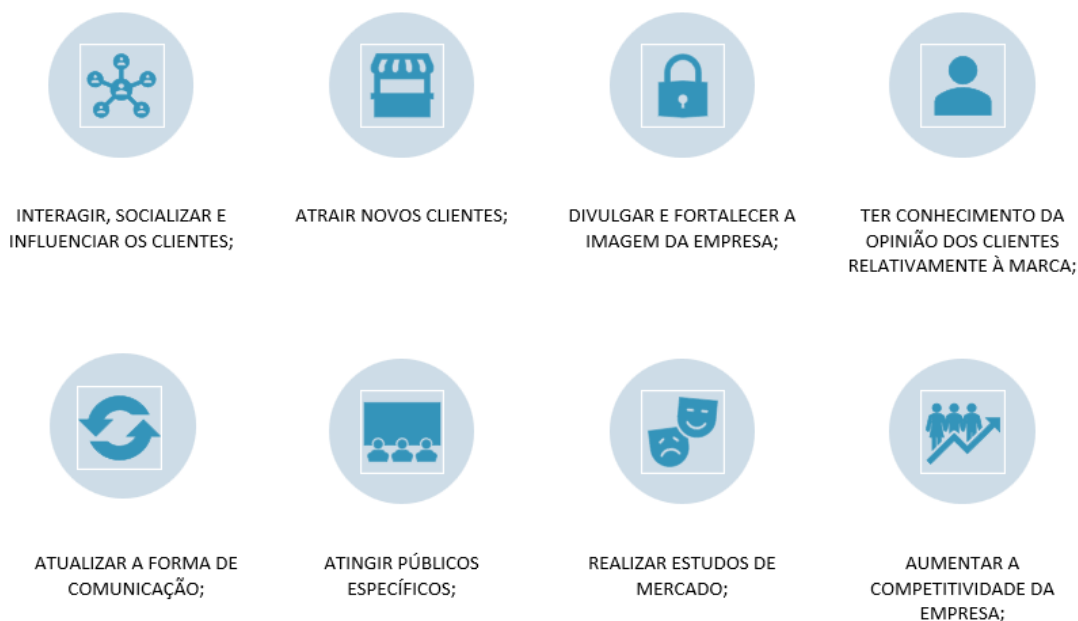 INTERAGIR, SOCIALIZAR E
INFLUENCIAR OS CLIENTES;
ATRAIR NOVOS CLIENTES;
DIVULGAR E FORTALECER A
IMAGEM DA EMPRESA;
TER CONHECIMENTO DA
OPINIÃO DOS CLIENTES
RELATIVAMENTE À MARCA;
ATUALIZAR A FORMA DE
COMUNICAÇÃO;
ATINGIR PÚBLICOS
ESPECÍFICOS;
REALIZAR ESTUDOS DE
MERCADO;
AUMENTAR A
COMPETITIVIDADE DA
EMPRESA;